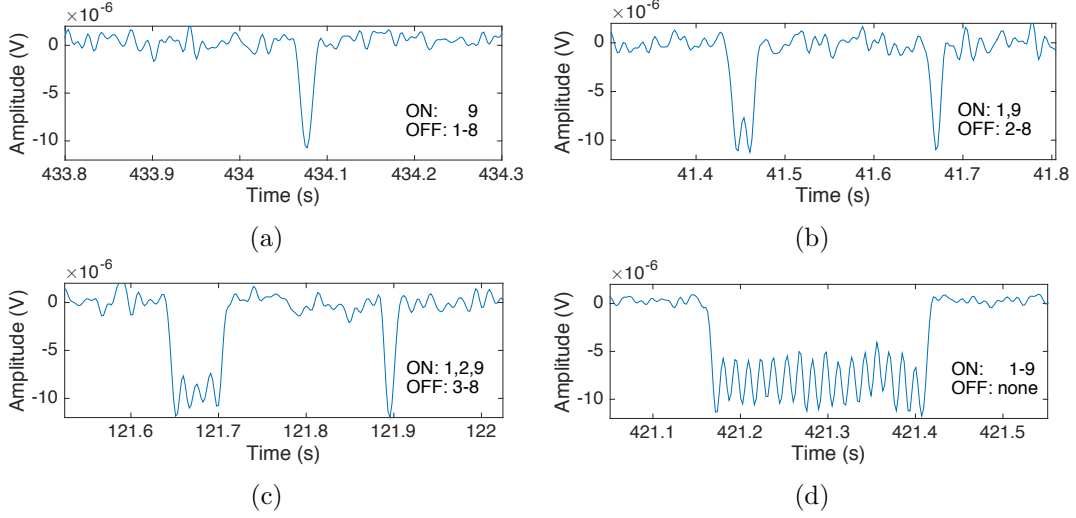 ×10⁻⁶
Amplitude (V)
0
-5
-10
ON: 9
OFF: 1-8
433.8 433.9 434 434.1 434.2 434.3
Time (s)
(a)
×10⁻⁶
Amplitude (V)
0
-5
-10
ON: 1,9
OFF: 2-8
41.4 41.5 41.6 41.7 41.8
Time (s)
(b)
×10⁻⁶
Amplitude (V)
0
-5
-10
ON: 1,2,9
OFF: 3-8
121.6 121.7 121.8 121.9 122
Time (s)
(c)
×10⁻⁶
Amplitude (V)
0
-5
-10
ON: 1-9
OFF: none
421.1 421.2 421.3 421.4 421.5
Time (s)
(d)